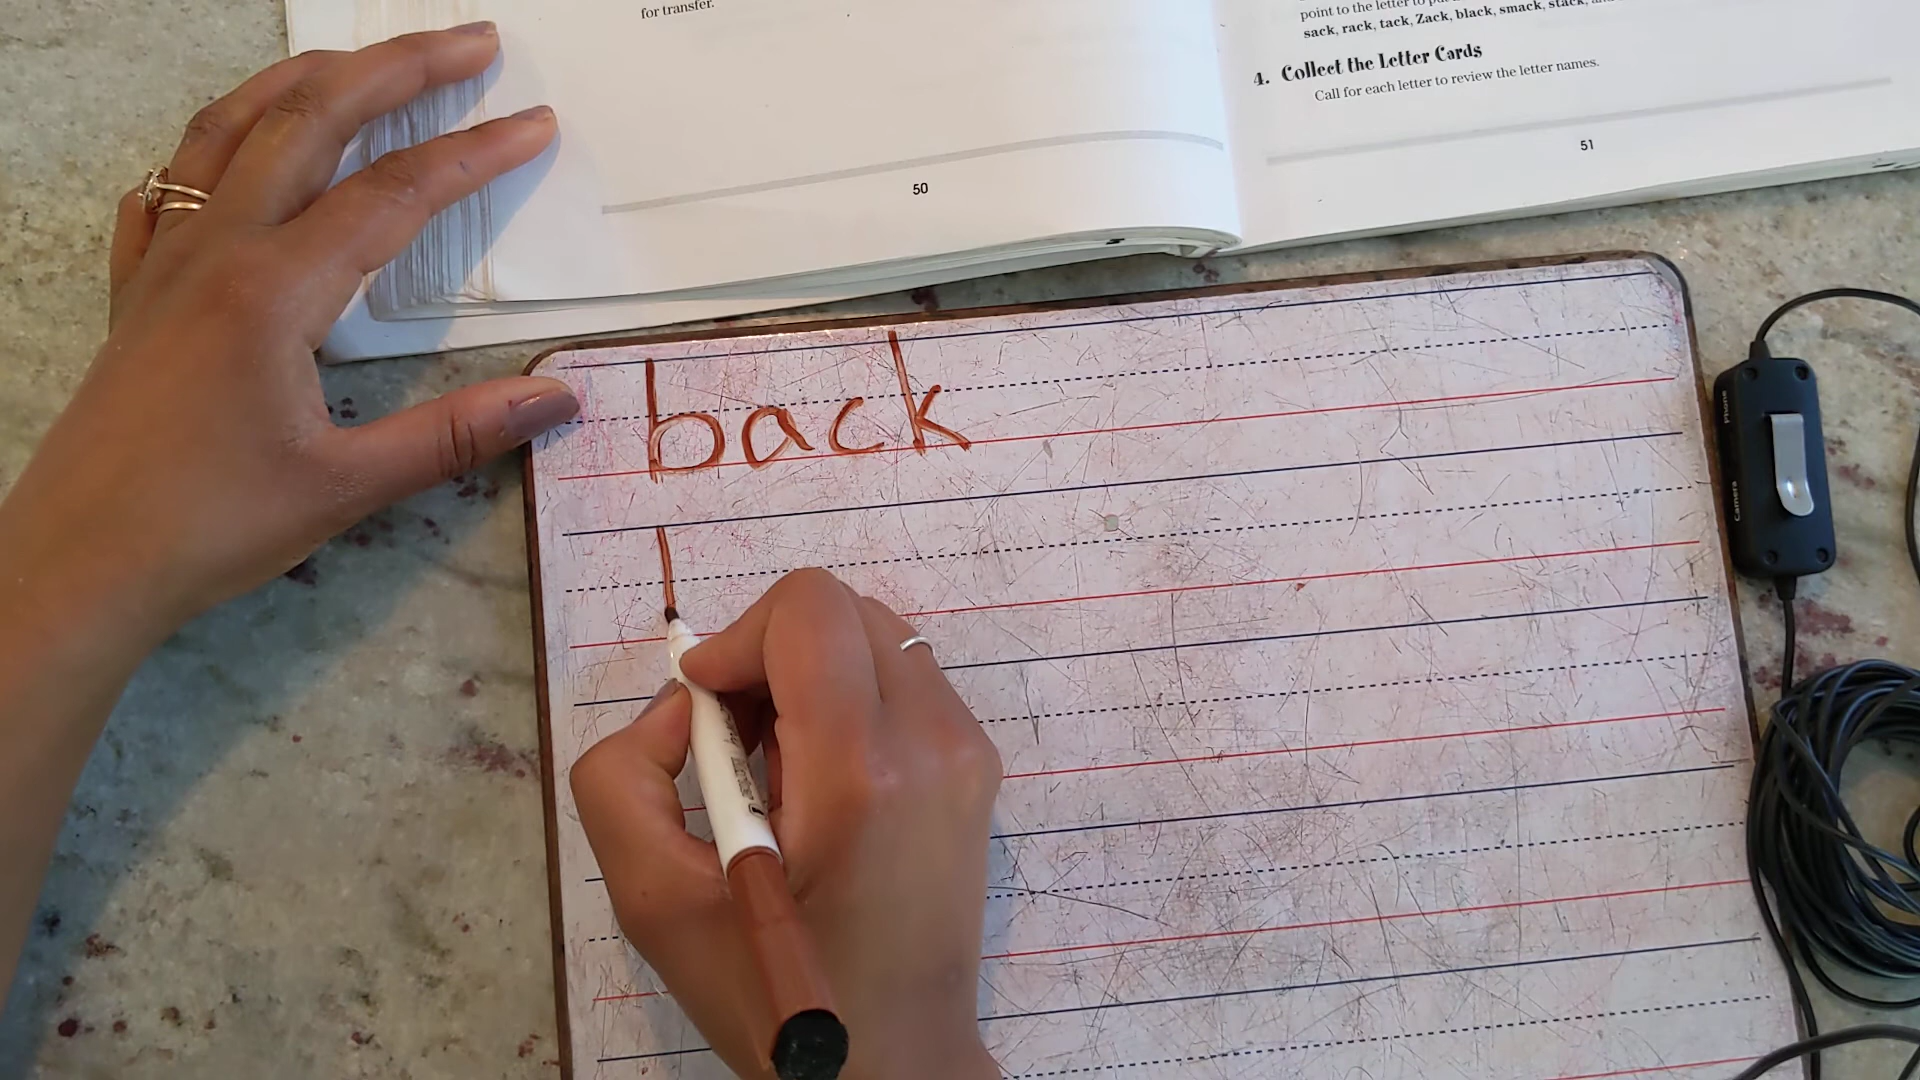 for transfer.
50
point to the letter to
sack, rack, tack, Zack, black, smack, stack,
4. Collect the Letter Cards
Call for each letter to review the letter names.
51
back
l
Phone
Camera